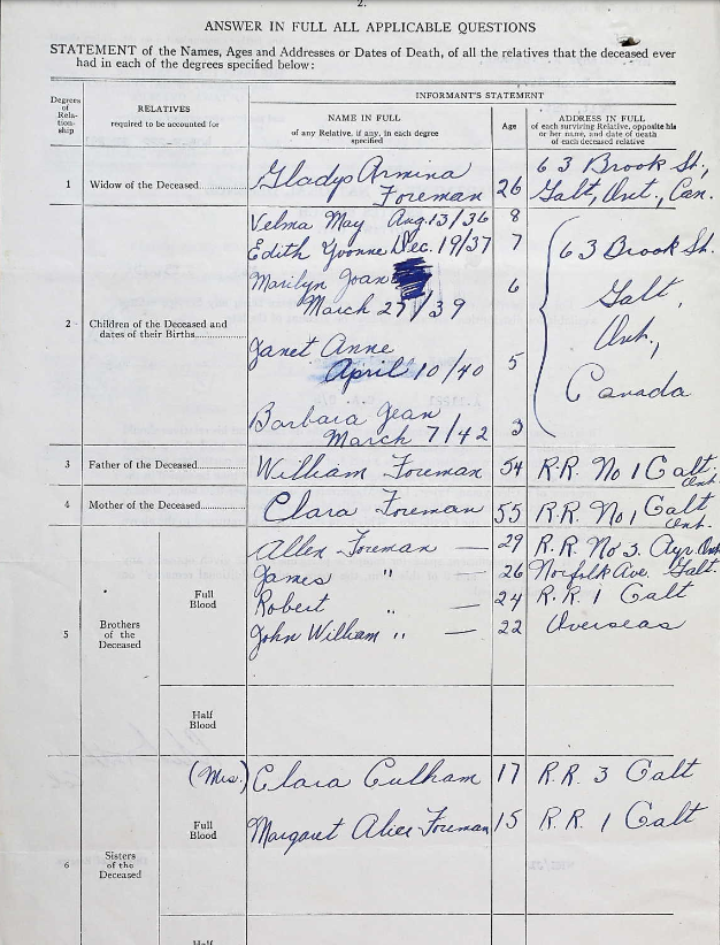 2.
ANSWER IN FULL ALL APPLICABLE QUESTIONS
STATEMENT of the Names, Ages and Addresses or Dates of Death, of all the relatives that the deceased ever
had in each of the degrees specified below:
Degrees of Rela-tion-ship
RELATIVES
required to be accounted for
INFORMANT'S STATEMENT
NAME IN FULL
of any Relative, if any, in each degree
specified
Age
ADDRESS IN FULL
of each surviving Relative, opposite his
or her name, and date of death
of each deceased relative
1 Widow of the Deceased
Gladys Armina
Foreman 26
63 Brook St.,
Galt, Ont., Can.
2 Children of the Deceased and
dates of their Births
Velma May Aug. 13/36 8
Edith Yvonne Dec. 19/37 7
Marilyn Joan
March 27/39 6
Janet Anne
April 10/40 5
Barbara Jean
March 7/42 3
63 Brook St.
Galt,
Ont.,
Canada
3 Father of the Deceased William Foreman 54 R.R. No 1 Galt, Ont.
4 Mother of the Deceased Clara Foreman 55 R.R. No 1 Galt Ont.
5 Brothers
of the
Deceased
Full
Blood
Allen Foreman — 29 R.R. No 3. Ayr Ont
James " — 26 Norfolk Ave. Galt.
Robert " — 24 R.R. 1 Galt
John William " — 22 Overseas
Half
Blood
6 Sisters
of the
Deceased
Full
Blood
(Mrs.) Clara Culham 17 R.R. 3 Galt
Margaret Alice Foreman 15 R.R. 1 Galt
Half